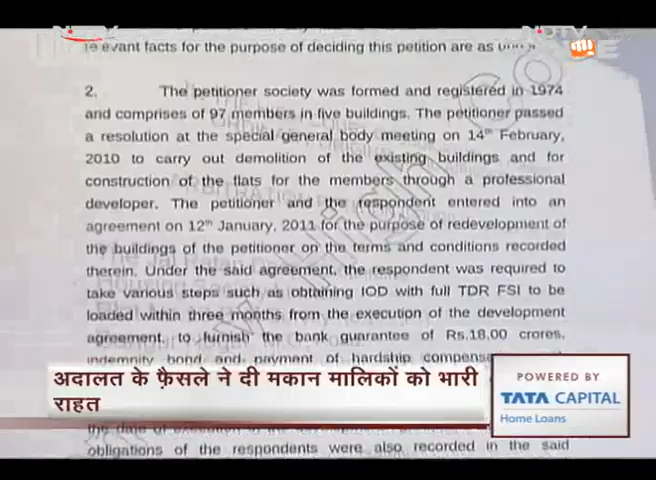 NDTV
NDTV
relevant facts for the purpose of deciding this petition are as
2. The petitioner society was formed and registered in 1974
and comprises of 97 members in five buildings. The petitioner passed
a resolution at the special general body meeting on 14th February,
2010 to carry out demolition of the existing buildings and for
construction of the flats for the members through a professional
developer. The petitioner and the respondent entered into an
agreement on 12th January, 2011 for the purpose of redevelopment of
the buildings of the petitioner on the terms and conditions recorded
therein. Under the said agreement, the respondent was required to
take various steps such as obtaining IOD with full TDR FSI to be
loaded within three months from the execution of the development
agreement, to furnish the bank guarantee of Rs.18.00 crores,
indemnity bond and payment of hardship
अदालत के फ़ैसले ने दी मकान मालिकों को भारी
राहत
POWERED BY
TATA CAPITAL
Home Loans
obligations of the respondents were also recorded in the said